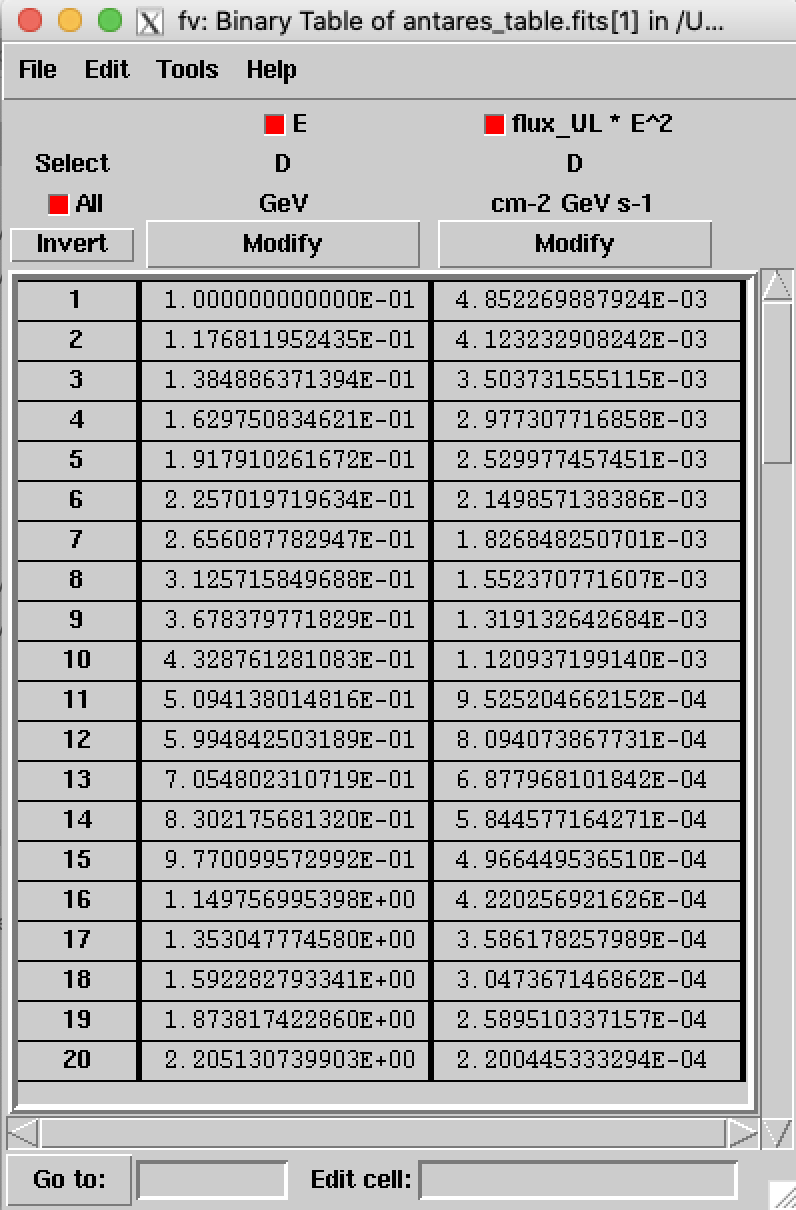 fv: Binary Table of antares_table.fits[1] in /U...
File Edit Tools Help
E flux_UL * E^2
Select D D
All GeV cm-2 GeV s-1
Invert Modify Modify
1 1.000000000000E-01 4.852269887924E-03
2 1.176811952435E-01 4.123232908242E-03
3 1.384886371394E-01 3.503731555115E-03
4 1.629750834621E-01 2.977307716858E-03
5 1.917910261672E-01 2.529977457451E-03
6 2.257019719634E-01 2.149857138386E-03
7 2.656087782947E-01 1.826848250701E-03
8 3.125715849688E-01 1.552370771607E-03
9 3.678379771829E-01 1.319132642684E-03
10 4.328761281083E-01 1.120937199140E-03
11 5.094138014816E-01 9.525204662152E-04
12 5.994842503189E-01 8.094073867731E-04
13 7.054802310719E-01 6.877968101842E-04
14 8.302175681320E-01 5.844577164271E-04
15 9.770099572992E-01 4.966449536510E-04
16 1.149756995398E+00 4.220256921626E-04
17 1.353047774580E+00 3.586178257989E-04
18 1.592282793341E+00 3.047367146862E-04
19 1.873817422860E+00 2.589510337157E-04
20 2.205130739903E+00 2.200445333294E-04
Go to: Edit cell: